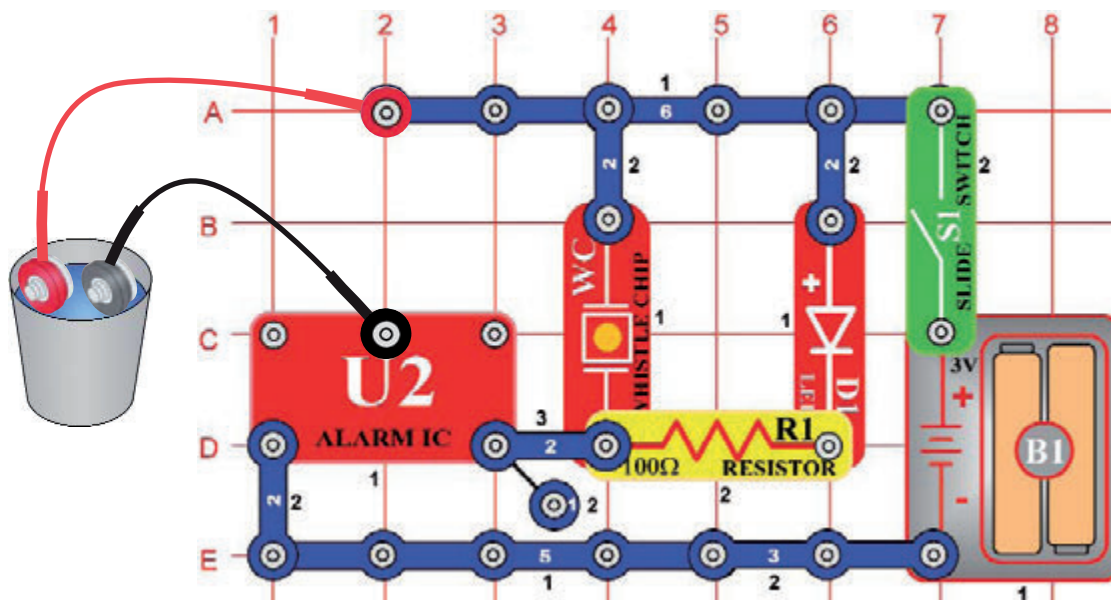 1 2 3 4 5 6 7 8
A
1
6
2 2
2 2
2
SLIDE SWITCH
S1
B
WC
WHISTLE CHIP
1
+
1
D1
LED
C
U2
ALARM IC
1
3V
+
-
B1
3
2
D
R1
100Ω RESISTOR
2
2 2
1 2
E
5
1
3
2
1